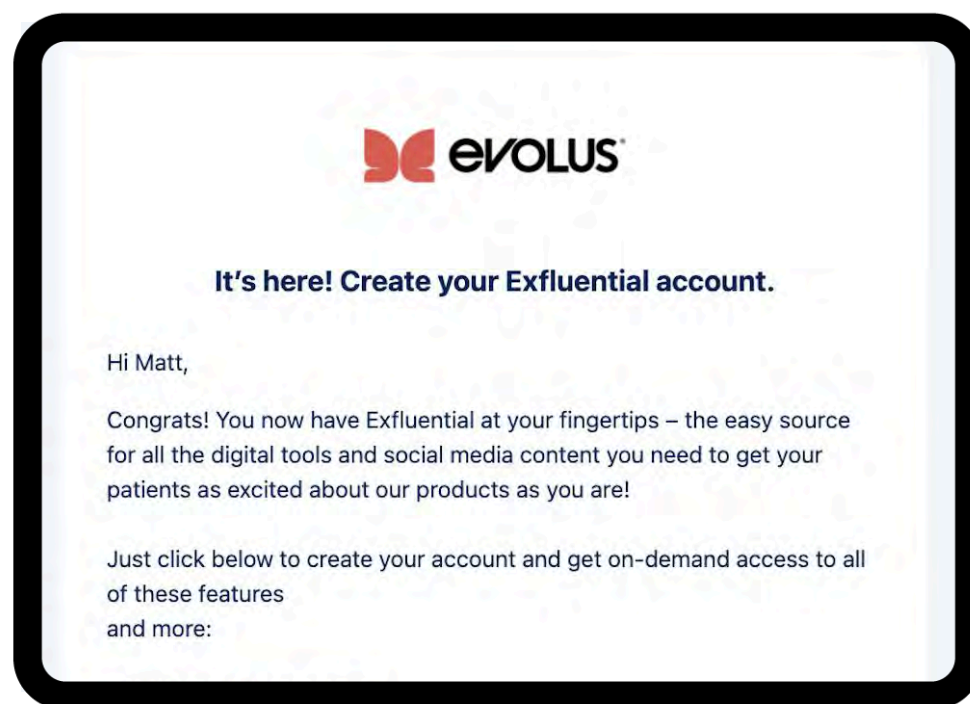 evolus
It's here! Create your Exfluential account.
Hi Matt,
Congrats! You now have Exfluential at your fingertips – the easy source
for all the digital tools and social media content you need to get your
patients as excited about our products as you are!
Just click below to create your account and get on-demand access to all
of these features
and more: